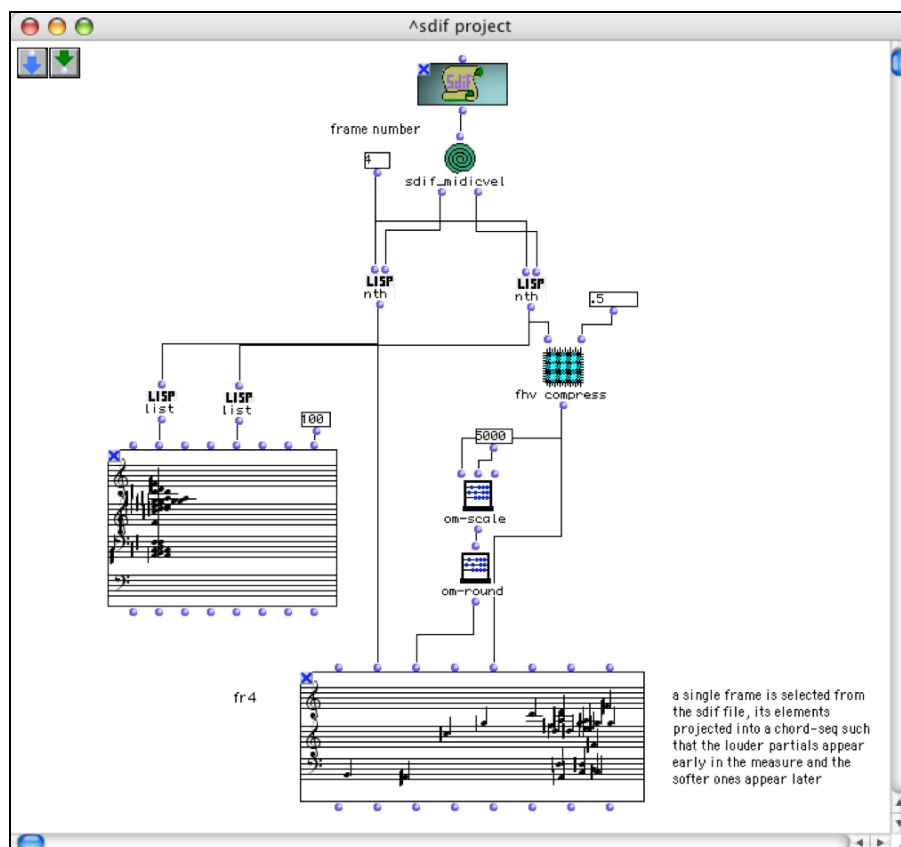 ^sdif project
Sdif
frame number
4
sdif_midicvel
LISP
nth
LISP
nth
.5
LISP
list
LISP
list
fhv compress
100
5000
om-scale
om-round
fr4
a single frame is selected from
the sdif file, its elements
projected into a chord-seq such
that the louder partials appear
early in the measure and the
softer ones appear later